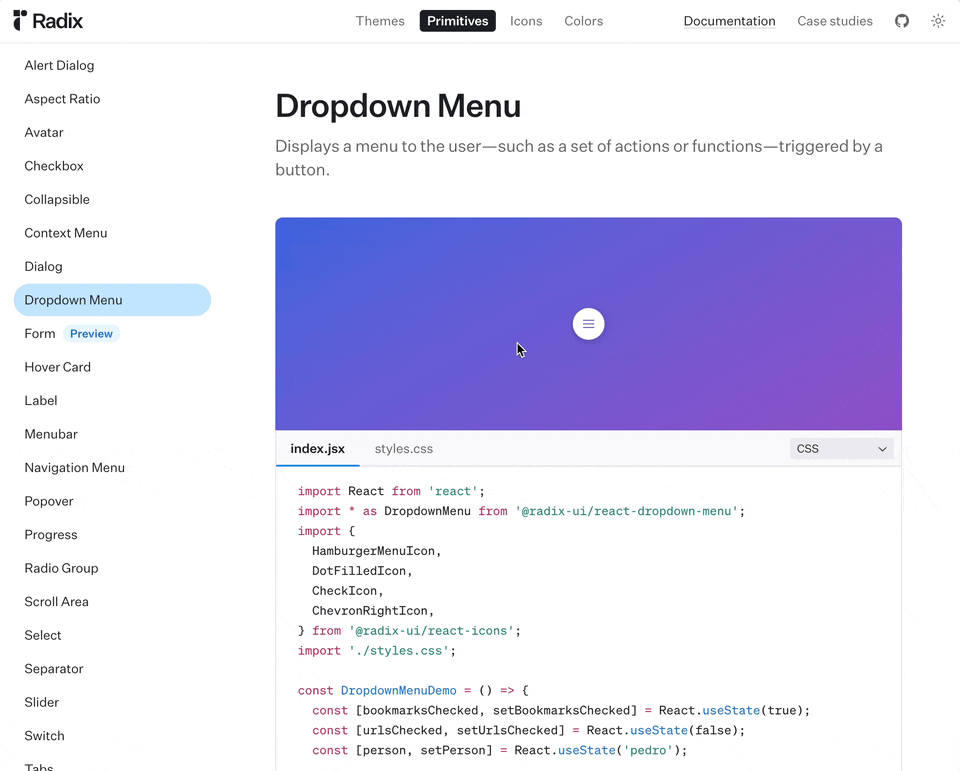 Radix
Themes
Primitives
Icons
Colors
Documentation
Case studies
Alert Dialog
Aspect Ratio
Avatar
Checkbox
Collapsible
Context Menu
Dialog
Dropdown Menu
Form Preview
Hover Card
Label
Menubar
Navigation Menu
Popover
Progress
Radio Group
Scroll Area
Select
Separator
Slider
Switch
Tabs
Dropdown Menu
Displays a menu to the user—such as a set of actions or functions—triggered by a
button.
index.jsx
styles.css
CSS
import React from 'react';
import * as DropdownMenu from '@radix-ui/react-dropdown-menu';
import {
  HamburgerMenuIcon,
  DotFilledIcon,
  CheckIcon,
  ChevronRightIcon,
} from '@radix-ui/react-icons';
import './styles.css';
const DropdownMenuDemo = () => {
  const [bookmarksChecked, setBookmarksChecked] = React.useState(true);
  const [urlsChecked, setUrlsChecked] = React.useState(false);
  const [person, setPerson] = React.useState('pedro');